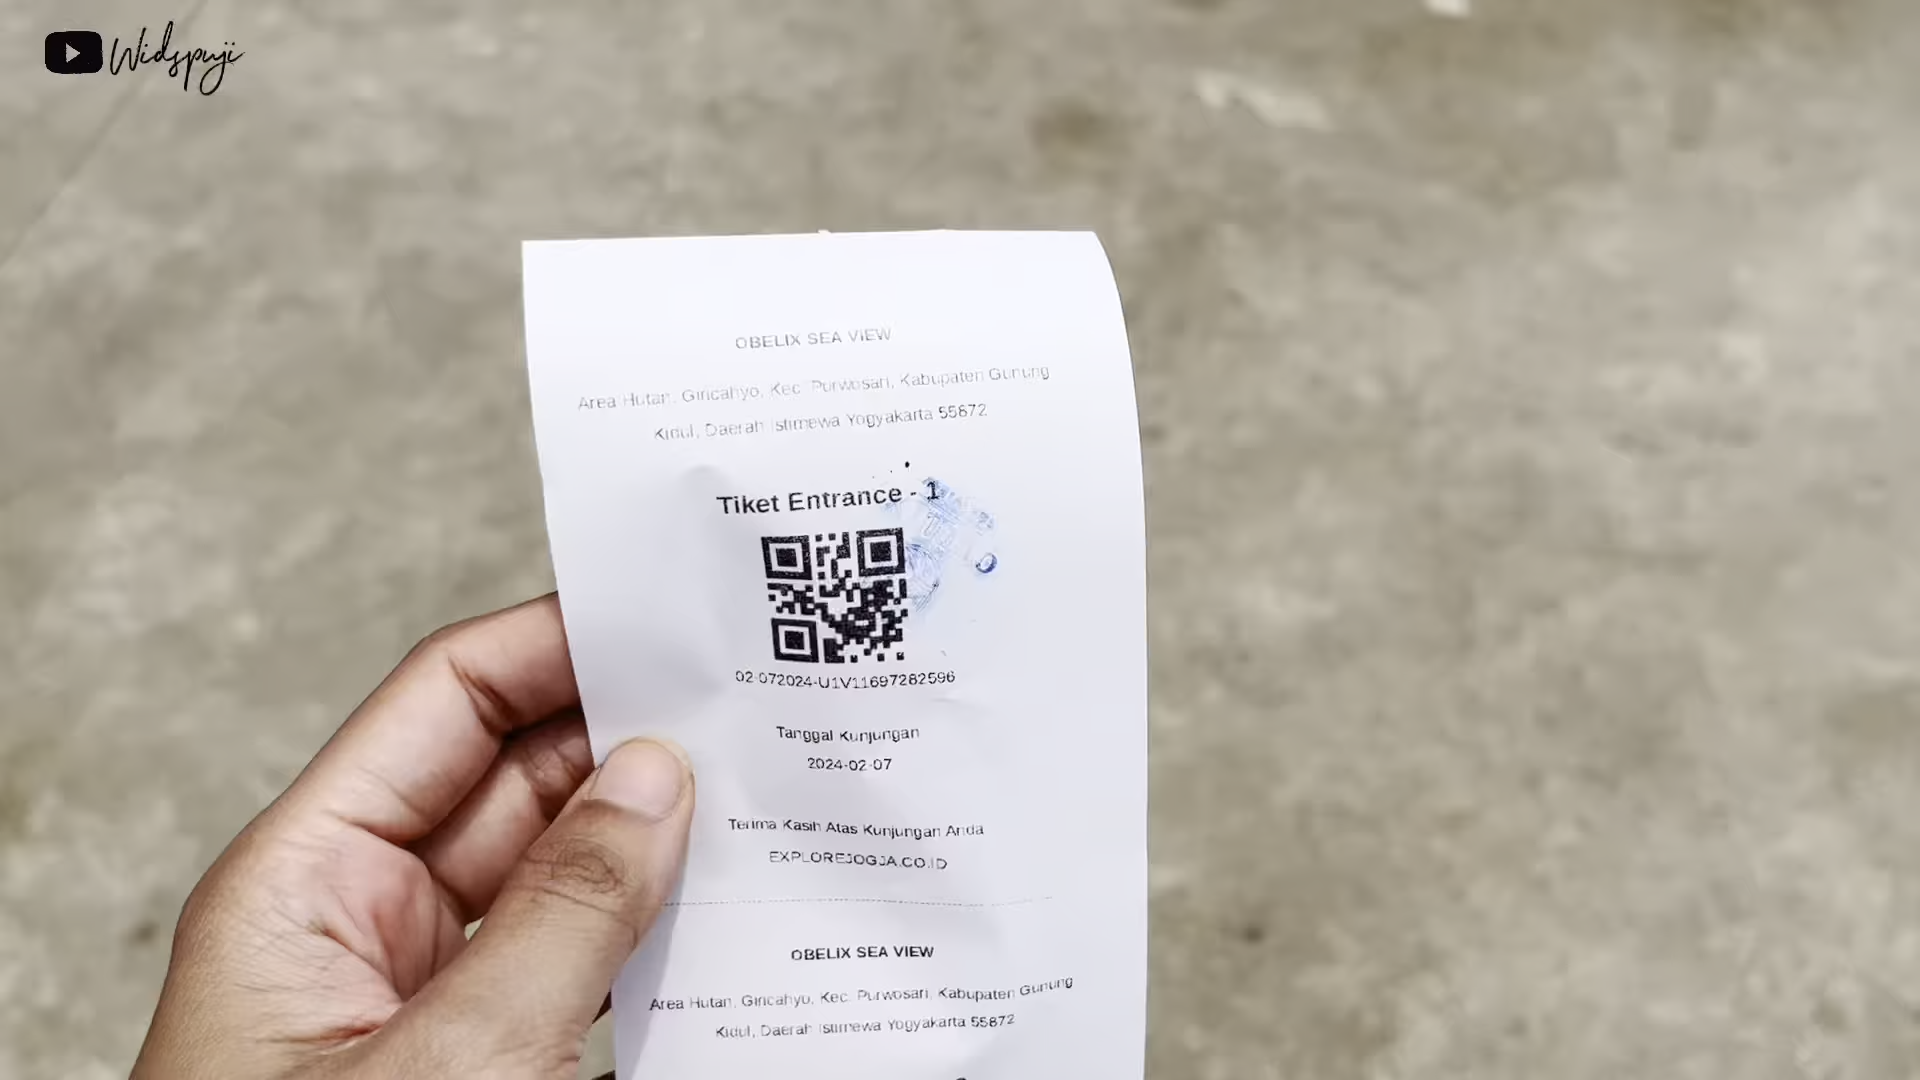 Widspuji
OBELIX SEA VIEW
Area Hutan, Giricahyo, Kec. Purwosari, Kabupaten Gunung
Kidul, Daerah Istimewa Yogyakarta 55872
Tiket Entrance - 1
02-072024-U1V11697282596
Tanggal Kunjungan
2024-02-07
Terima Kasih Atas Kunjungan Anda
EXPLOREJOGJA.CO.ID
OBELIX SEA VIEW
Area Hutan, Giricahyo, Kec. Purwosari, Kabupaten Gunung
Kidul, Daerah Istimewa Yogyakarta 55872